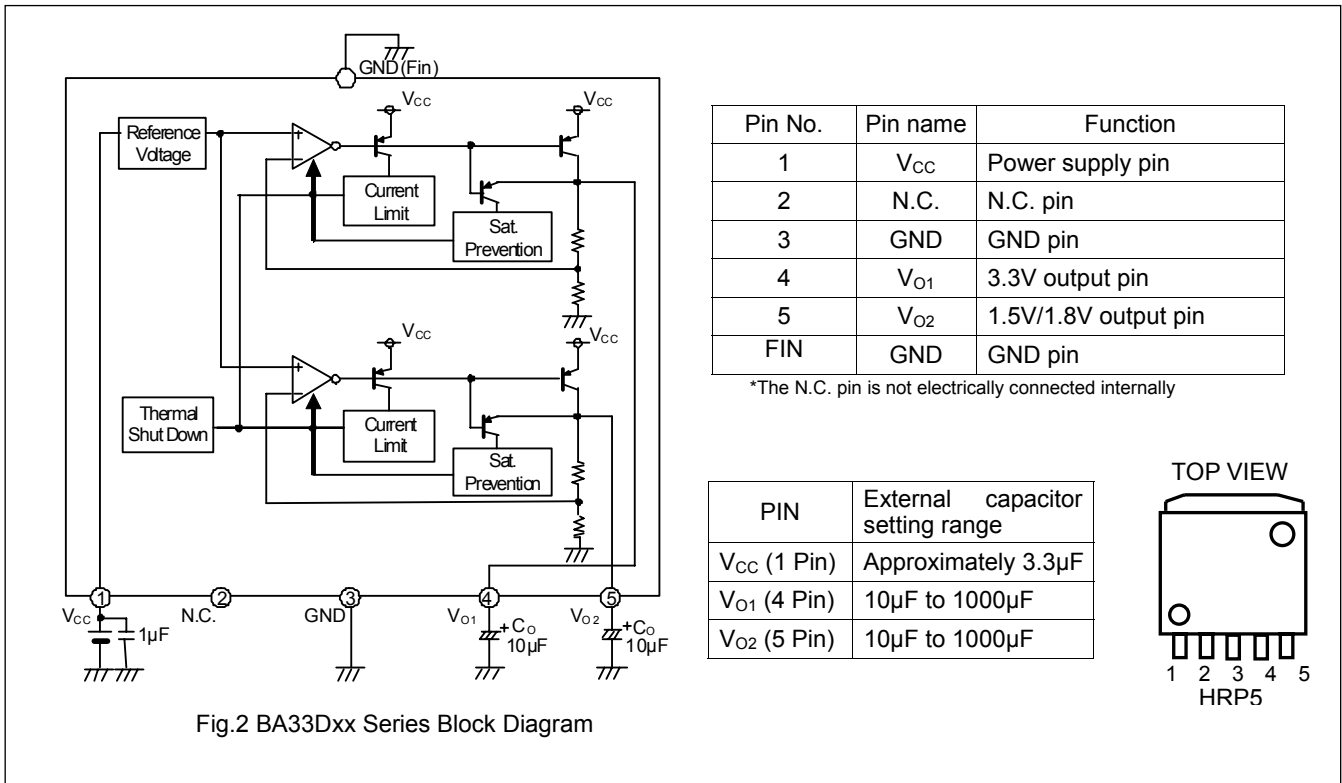 GND (Fin)
VCC
VCC
Reference
Voltage
+
−
Current
Limit
Sat.
Prevention
VCC
VCC
+
−
Thermal
Shut Down
Current
Limit
Sat.
Prevention
1
2
3
4
5
VCC
N.C.
GND
VO1
VO2
1µF
+CO
10µF
+CO
10µF
Fig.2 BA33Dxx Series Block Diagram
Pin No. Pin name Function
1 VCC Power supply pin
2 N.C. N.C. pin
3 GND GND pin
4 VO1 3.3V output pin
5 VO2 1.5V/1.8V output pin
FIN GND GND pin
*The N.C. pin is not electrically connected internally
PIN External capacitor
setting range
VCC (1 Pin) Approximately 3.3µF
VO1 (4 Pin) 10µF to 1000µF
VO2 (5 Pin) 10µF to 1000µF
TOP VIEW
1 2 3 4 5
HRP5